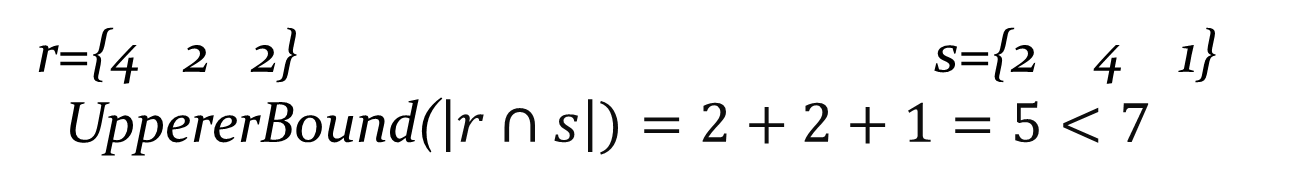 r={4 2 2} s={2 4 1}
UppererBound(|r ∩ s|) = 2 + 2 + 1 = 5 < 7